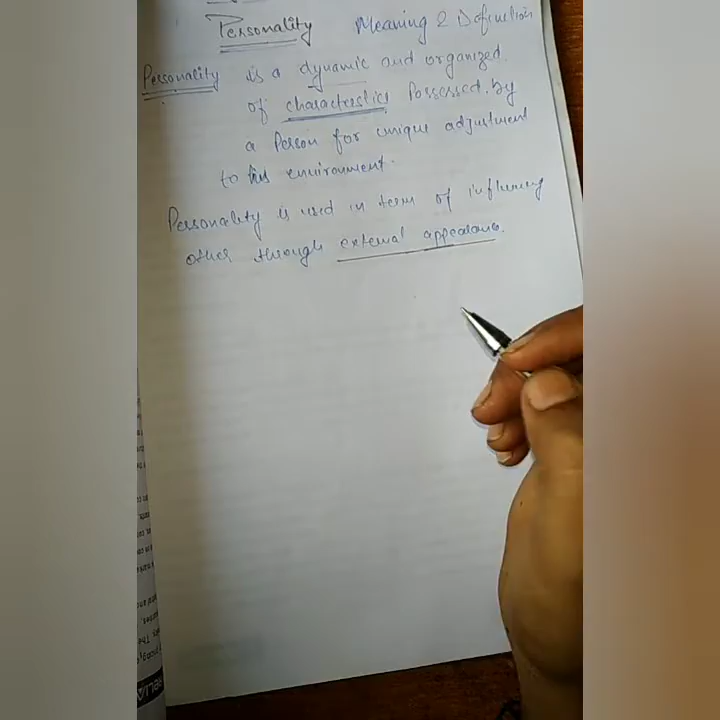 Personality Meaning & Definition
Personality is a dynamic and organized
of characterstics Possessed by
a Person for unique adjustment
to his environment.
Personality is used in term of influencing
other through external appearance.